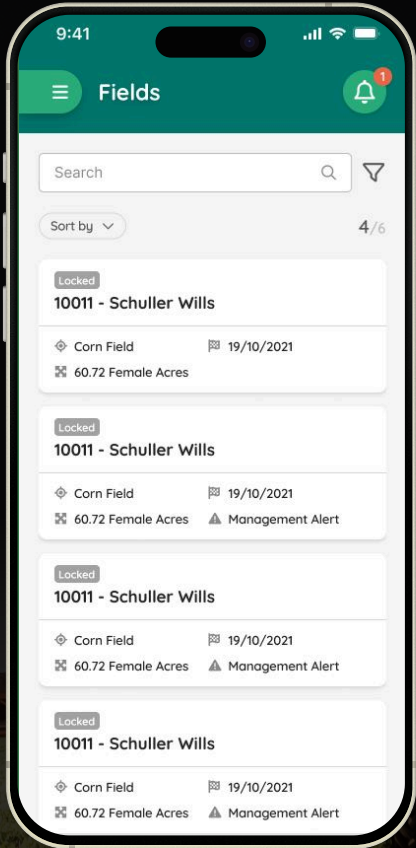 9:41
Fields
1
Search
Sort by
4/6
Locked
10011 - Schuller Wills
Corn Field 19/10/2021
60.72 Female Acres
Locked
10011 - Schuller Wills
Corn Field 19/10/2021
60.72 Female Acres Management Alert
Locked
10011 - Schuller Wills
Corn Field 19/10/2021
60.72 Female Acres Management Alert
Locked
10011 - Schuller Wills
Corn Field 19/10/2021
60.72 Female Acres Management Alert